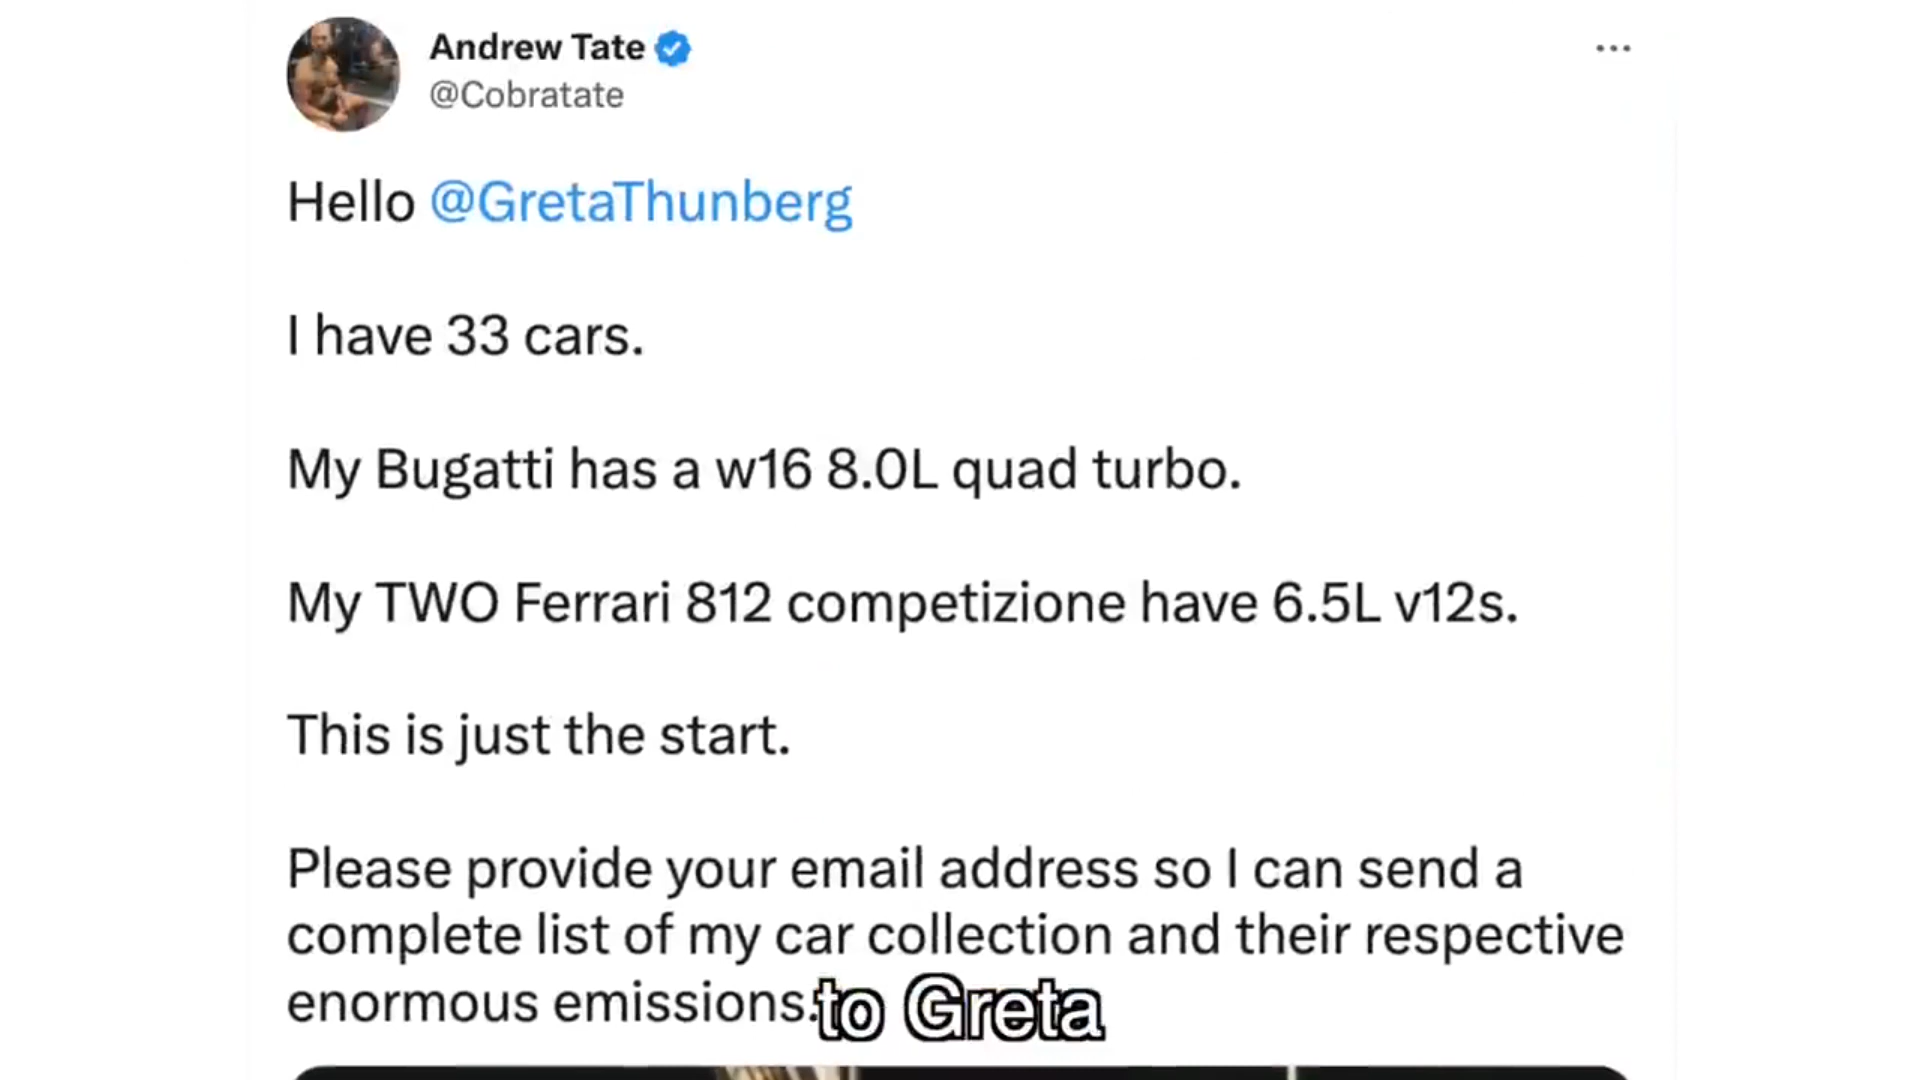 Andrew Tate
@Cobratate
Hello @GretaThunberg
I have 33 cars.
My Bugatti has a w16 8.0L quad turbo.
My TWO Ferrari 812 competizione have 6.5L v12s.
This is just the start.
Please provide your email address so I can send a
complete list of my car collection and their respective
enormous emissions.
to Greta